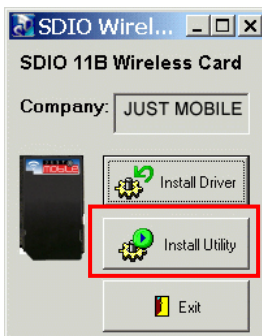 SDIO Wirel...
SDIO 11B Wireless Card
Company: JUST MOBILE
Install Driver
Install Utility
Exit